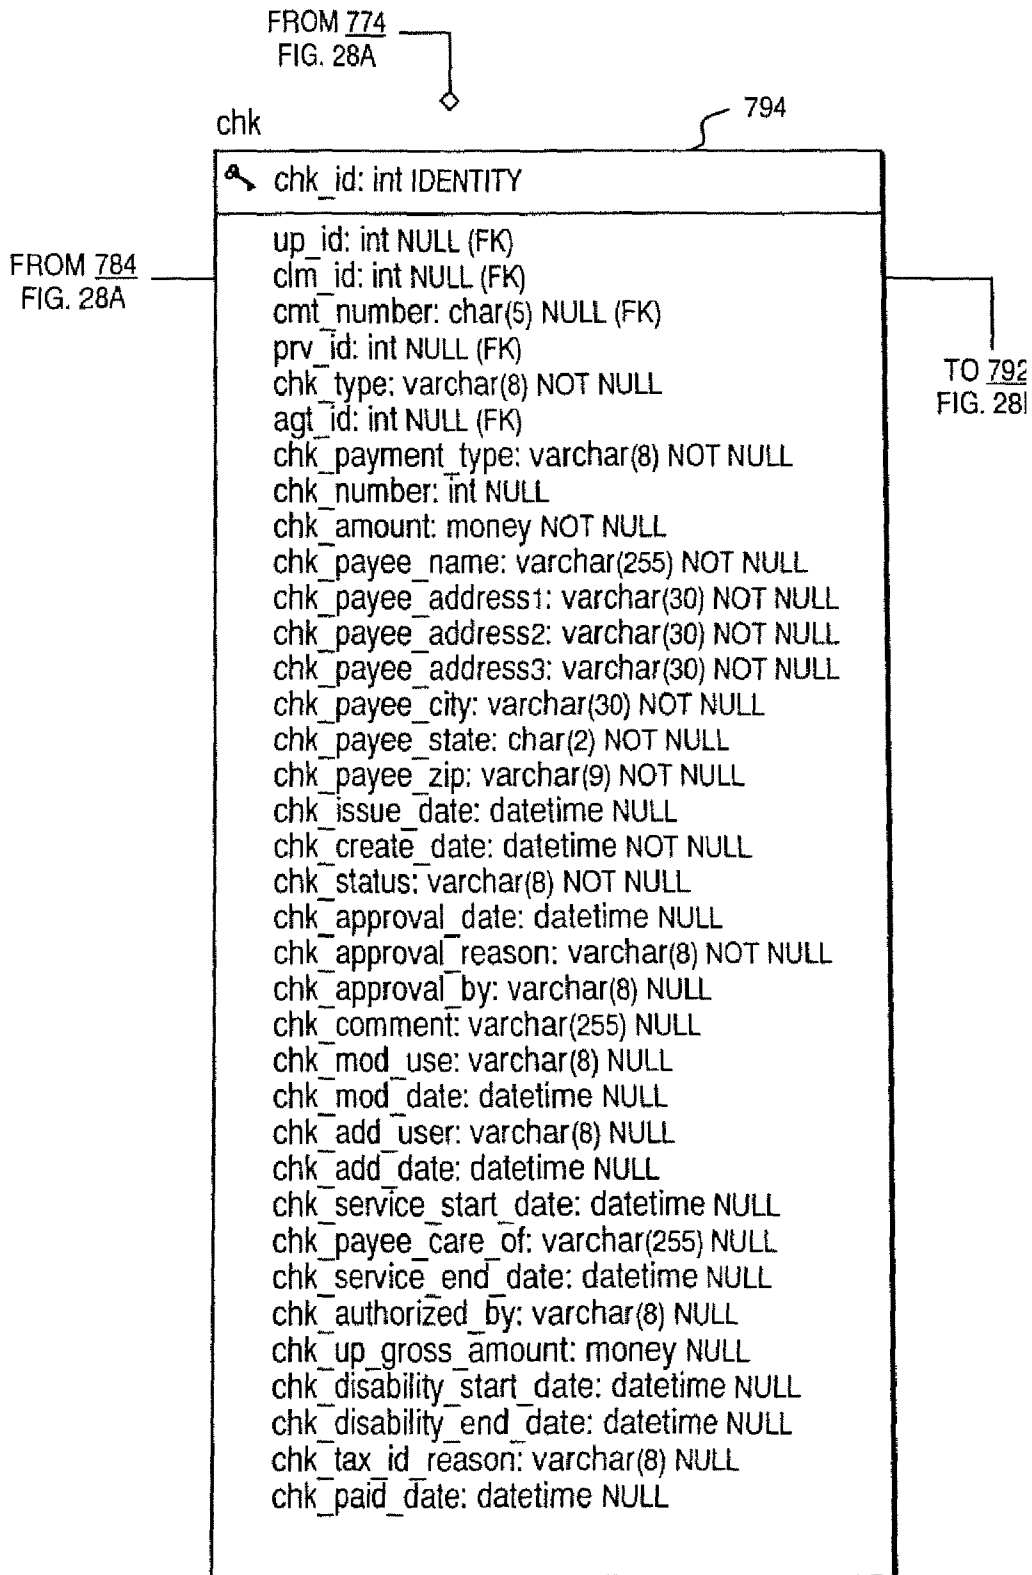 FROM 774
FIG. 28A
794
chk
chk_id: int IDENTITY
up_id: int NULL (FK)
FROM 784
FIG. 28A
clm_id: int NULL (FK)
cmt_number: char(5) NULL (FK)
prv_id: int NULL (FK)
TO 792
FIG. 28
chk_type: varchar(8) NOT NULL
agt_id: int NULL (FK)
chk_payment_type: varchar(8) NOT NULL
chk_number: int NULL
chk_amount: money NOT NULL
chk_payee_name: varchar(255) NOT NULL
chk_payee_address1: varchar(30) NOT NULL
chk_payee_address2: varchar(30) NOT NULL
chk_payee_address3: varchar(30) NOT NULL
chk_payee_city: varchar(30) NOT NULL
chk_payee_state: char(2) NOT NULL
chk_payee_zip: varchar(9) NOT NULL
chk_issue_date: datetime NULL
chk_create_date: datetime NOT NULL
chk_status: varchar(8) NOT NULL
chk_approval_date: datetime NULL
chk_approval_reason: varchar(8) NOT NULL
chk_approval_by: varchar(8) NULL
chk_comment: varchar(255) NULL
chk_mod_use: varchar(8) NULL
chk_mod_date: datetime NULL
chk_add_user: varchar(8) NULL
chk_add_date: datetime NULL
chk_service_start_date: datetime NULL
chk_payee_care_of: varchar(255) NULL
chk_service_end_date: datetime NULL
chk_authorized_by: varchar(8) NULL
chk_up_gross_amount: money NULL
chk_disability_start_date: datetime NULL
chk_disability_end_date: datetime NULL
chk_tax_id_reason: varchar(8) NULL
chk_paid_date: datetime NULL